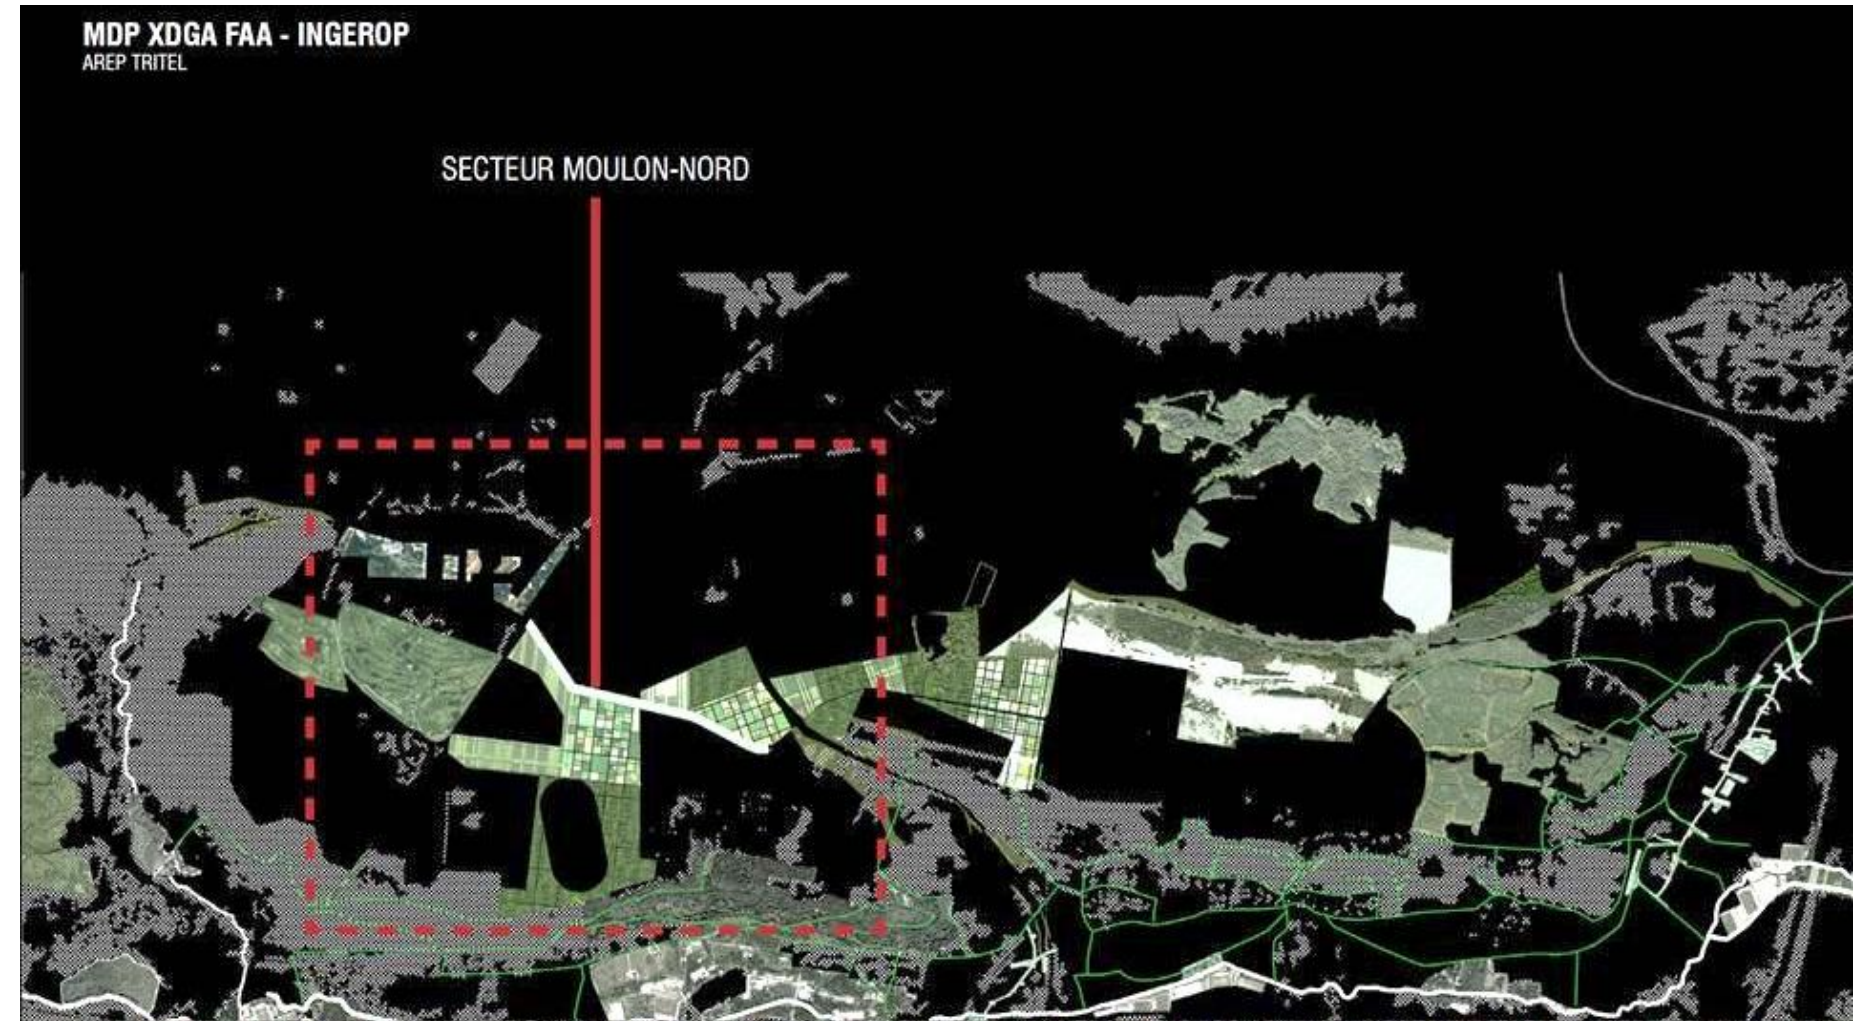 MDP XDGA FAA - INGEROP
AREP TRITEL
SECTEUR MOULON-NORD